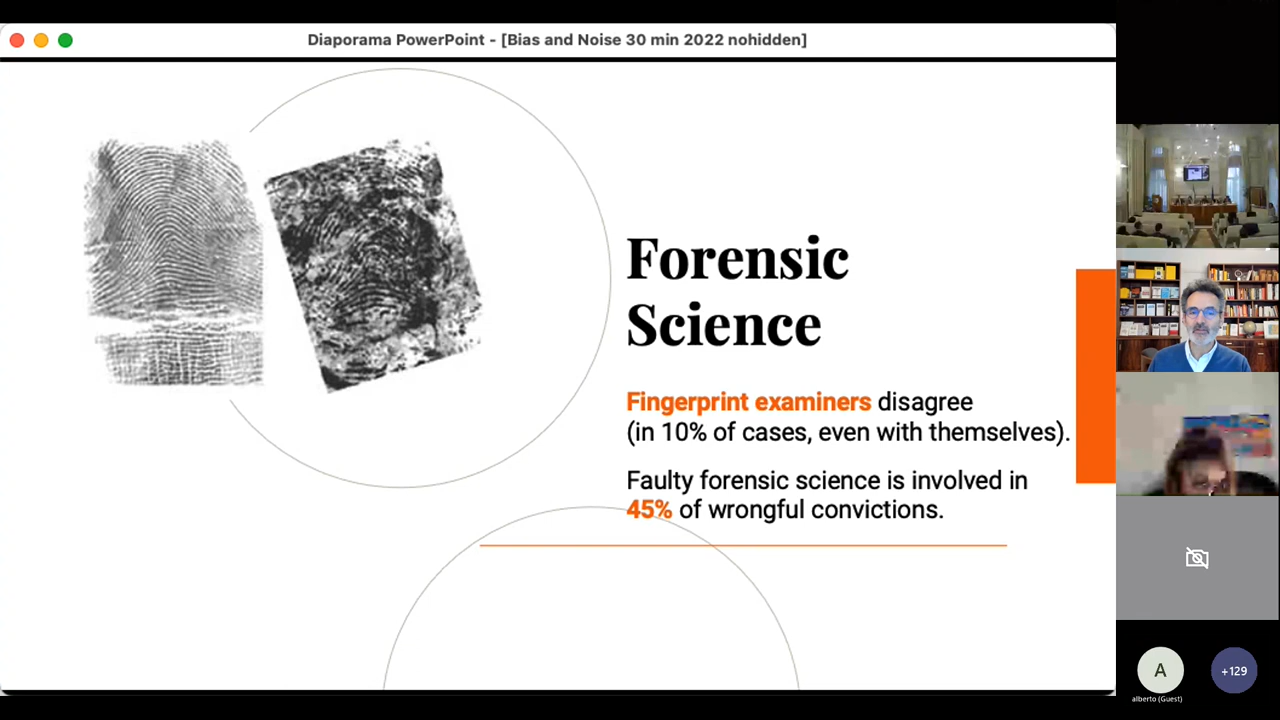 Diaporama PowerPoint - [Bias and Noise 30 min 2022 nohidden]
Forensic
Science
Fingerprint examiners disagree
(in 10% of cases, even with themselves).
Faulty forensic science is involved in
45% of wrongful convictions.
A
+129
alberto (Guest)